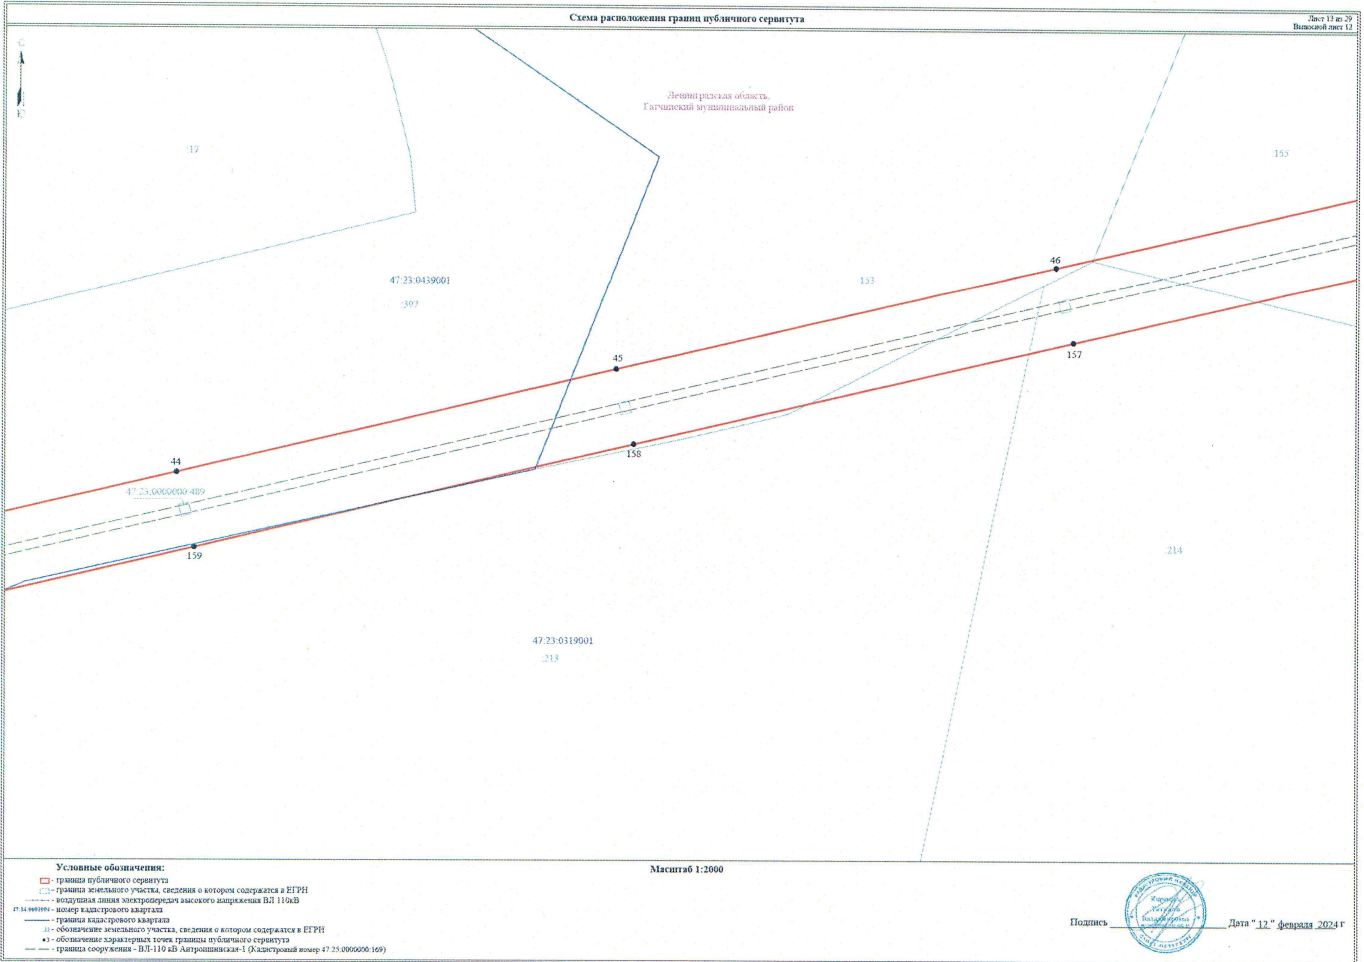 Схема расположения границ публичного сервитута
Лист 13 из 29
Выносной лист 12
С
Ю
Ленинградская область,
Гатчинский муниципальный район
:17
155
47:23:0439001
:397
153
46
45
157
44
158
47:25:0000000:489
159
214
47:23:0319001
:213
Условные обозначения:
- граница публичного сервитута
- граница земельного участка, сведения о котором содержатся в ЕГРН
- воздушная линия электропередач высокого напряжения ВЛ 110кВ
- номер кадастрового квартала
- граница кадастрового квартала
- обозначение земельного участка, сведения о котором содержатся в ЕГРН
- обозначение характерных точек границы публичного сервитута
- граница сооружения - ВЛ-110 кВ Антропшинская-1 (Кадастровый номер 47:25:0000000:169)
Масштаб 1:2000
Подпись
Дата "12" февраля 2024 г